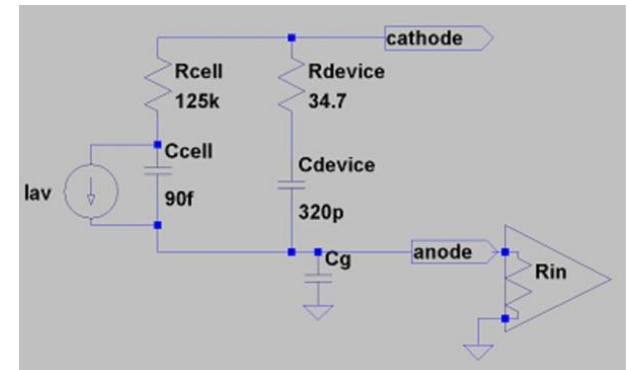 cathode
Rcell
125k
Rdevice
34.7
Ccell
90f
Cdevice
320p
Iav
Cg
anode
Rin